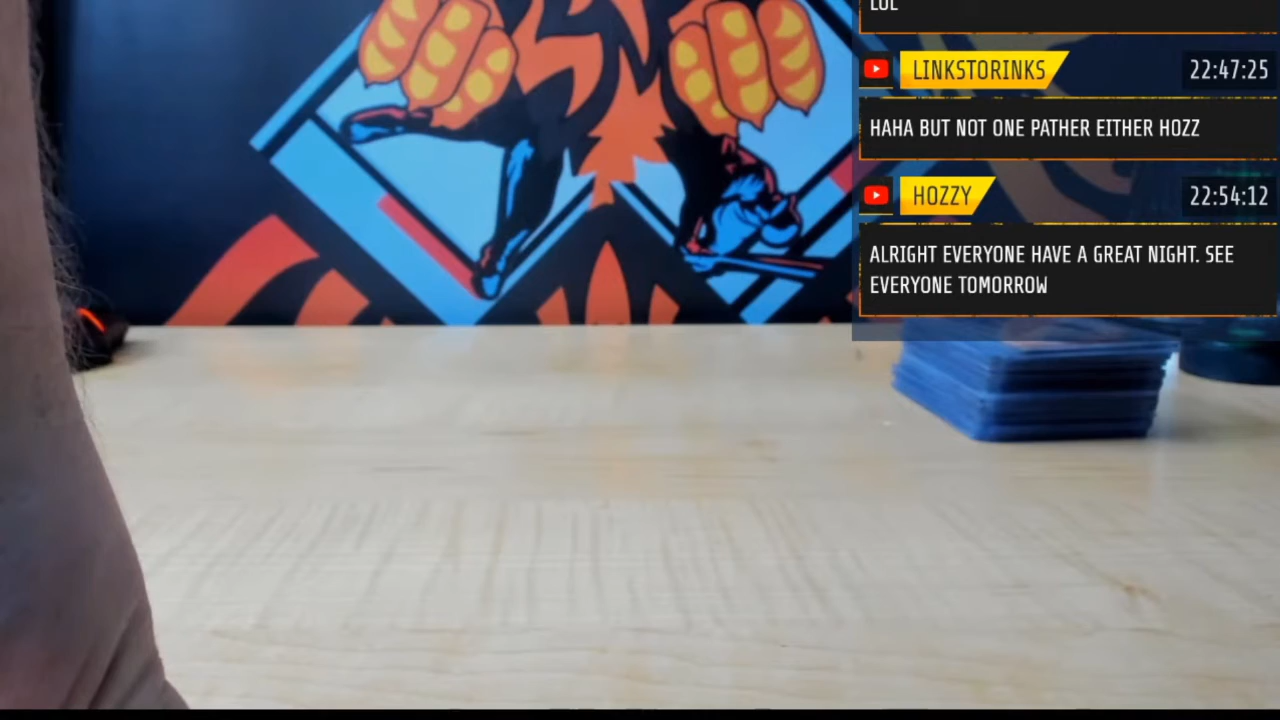 LOL
LINKSTORINKS 22:47:25
HAHA BUT NOT ONE PATHER EITHER HOZZ
HOZZY 22:54:12
ALRIGHT EVERYONE HAVE A GREAT NIGHT. SEE
EVERYONE TOMORROW